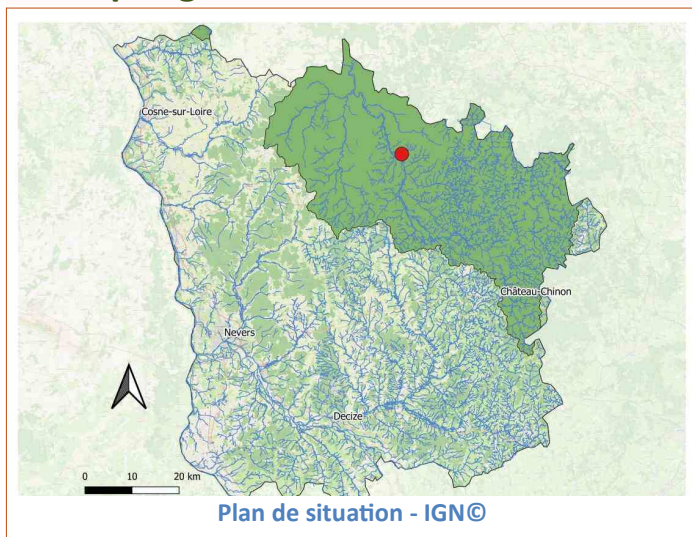 Cosne-sur-Loire
Château-Chinon
Nevers
Decize
0 10 20 km
Plan de situation - IGN©